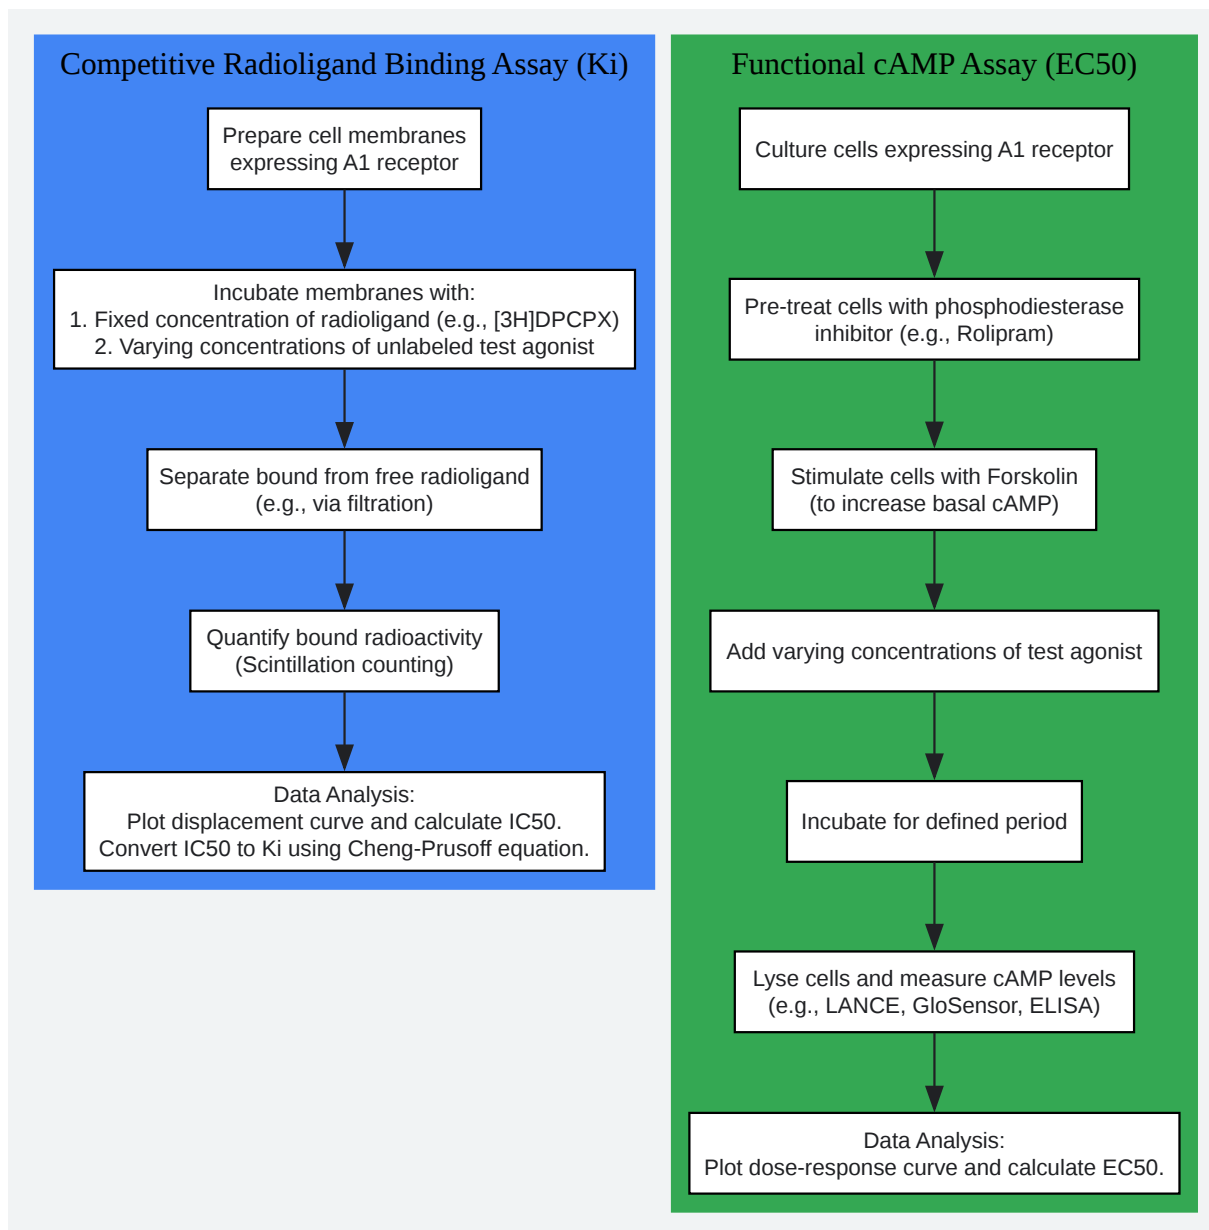 Competitive Radioligand Binding Assay (Ki)
Prepare cell membranes
expressing A1 receptor
Incubate membranes with:
1. Fixed concentration of radioligand (e.g., [3H]DPCPX)
2. Varying concentrations of unlabeled test agonist
Separate bound from free radioligand
(e.g., via filtration)
Quantify bound radioactivity
(Scintillation counting)
Data Analysis:
Plot displacement curve and calculate IC50.
Convert IC50 to Ki using Cheng-Prusoff equation.
Functional cAMP Assay (EC50)
Culture cells expressing A1 receptor
Pre-treat cells with phosphodiesterase
inhibitor (e.g., Rolipram)
Stimulate cells with Forskolin
(to increase basal cAMP)
Add varying concentrations of test agonist
Incubate for defined period
Lyse cells and measure cAMP levels
(e.g., LANCE, GloSensor, ELISA)
Data Analysis:
Plot dose-response curve and calculate EC50.